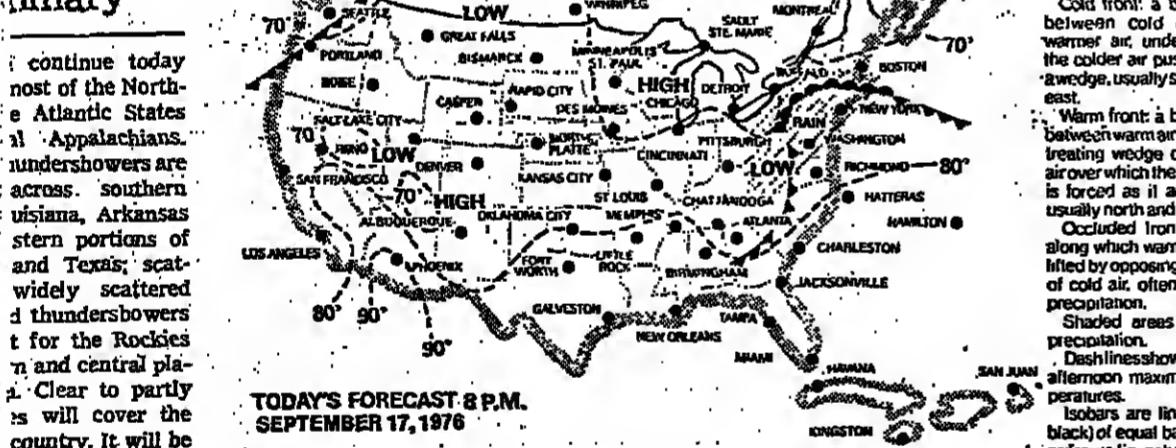 continue today
most of the North-
e Atlantic States
Appalachians.
undershowers are
across. southern
uisiana, Arkansas
stern portions of
and Texas; scat-
widely scattered
d thundershowers
t for the Rockies
n and central pla-
Clear to partly
es will cover the
country. It will be
SEATTLE
LOW
WINNIPEG
MONTREAL
70°
GREAT FALLS
SAULT
STE. MARIE
70°
PORTLAND
BISMARCK
MINNEAPOLIS
ST. PAUL
BUFFALO
BOSTON
BOISE
RAPID CITY
HIGH
DETROIT
CASPER
DES MOINES
CHICAGO
NEW YORK
SALT LAKE CITY
RAIN
70
RENO
NORTH
PLATTE
PITTSBURGH
WASHINGTON
LOW
DENVER
CINCINNATI
LOW
RICHMOND
80°
SAN FRANCISCO
KANSAS CITY
70°
HIGH
ST LOUIS
CHATTANOOGA
HATTERAS
ALBUQUERQUE
OKLAHOMA CITY
MEMPHIS
ATLANTA
HAMILTON
LOS ANGELES
PHOENIX
FORT
WORTH
LITTLE
ROCK
BIRMINGHAM
CHARLESTON
JACKSONVILLE
80°
90°
GALVESTON
NEW ORLEANS
TAMPA
90°
MIAMI
HAVANA
SAN JUAN
KINGSTON
TODAY'S FORECAST 8 P.M.
SEPTEMBER 17, 1976
Cold front: a b
between cold
warmer air, unde
the colder air pus
a wedge, usually s
east.
Warm front: a b
between warm air
treating wedge o
air over which the
is forced as it a
usually north and
Occluded fron
along which warm
lifted by opposing
of cold air, often
precipitation.
Shaded areas
precipitation.
Dash lines show
afternoon maxim
peratures.
Isobars are lin
black) of equal b